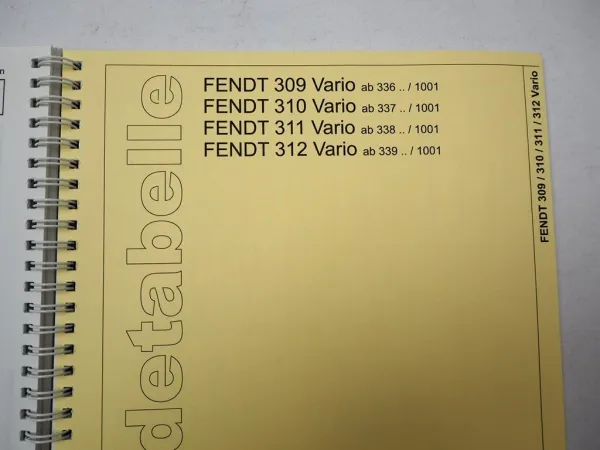 FENDT 309 Vario ab 336 .. / 1001
FENDT 310 Vario ab 337 .. / 1001
FENDT 311 Vario ab 338 .. / 1001
FENDT 312 Vario ab 339 .. / 1001
detabelle
FENDT 309 / 310 / 311 / 312 Vario
n